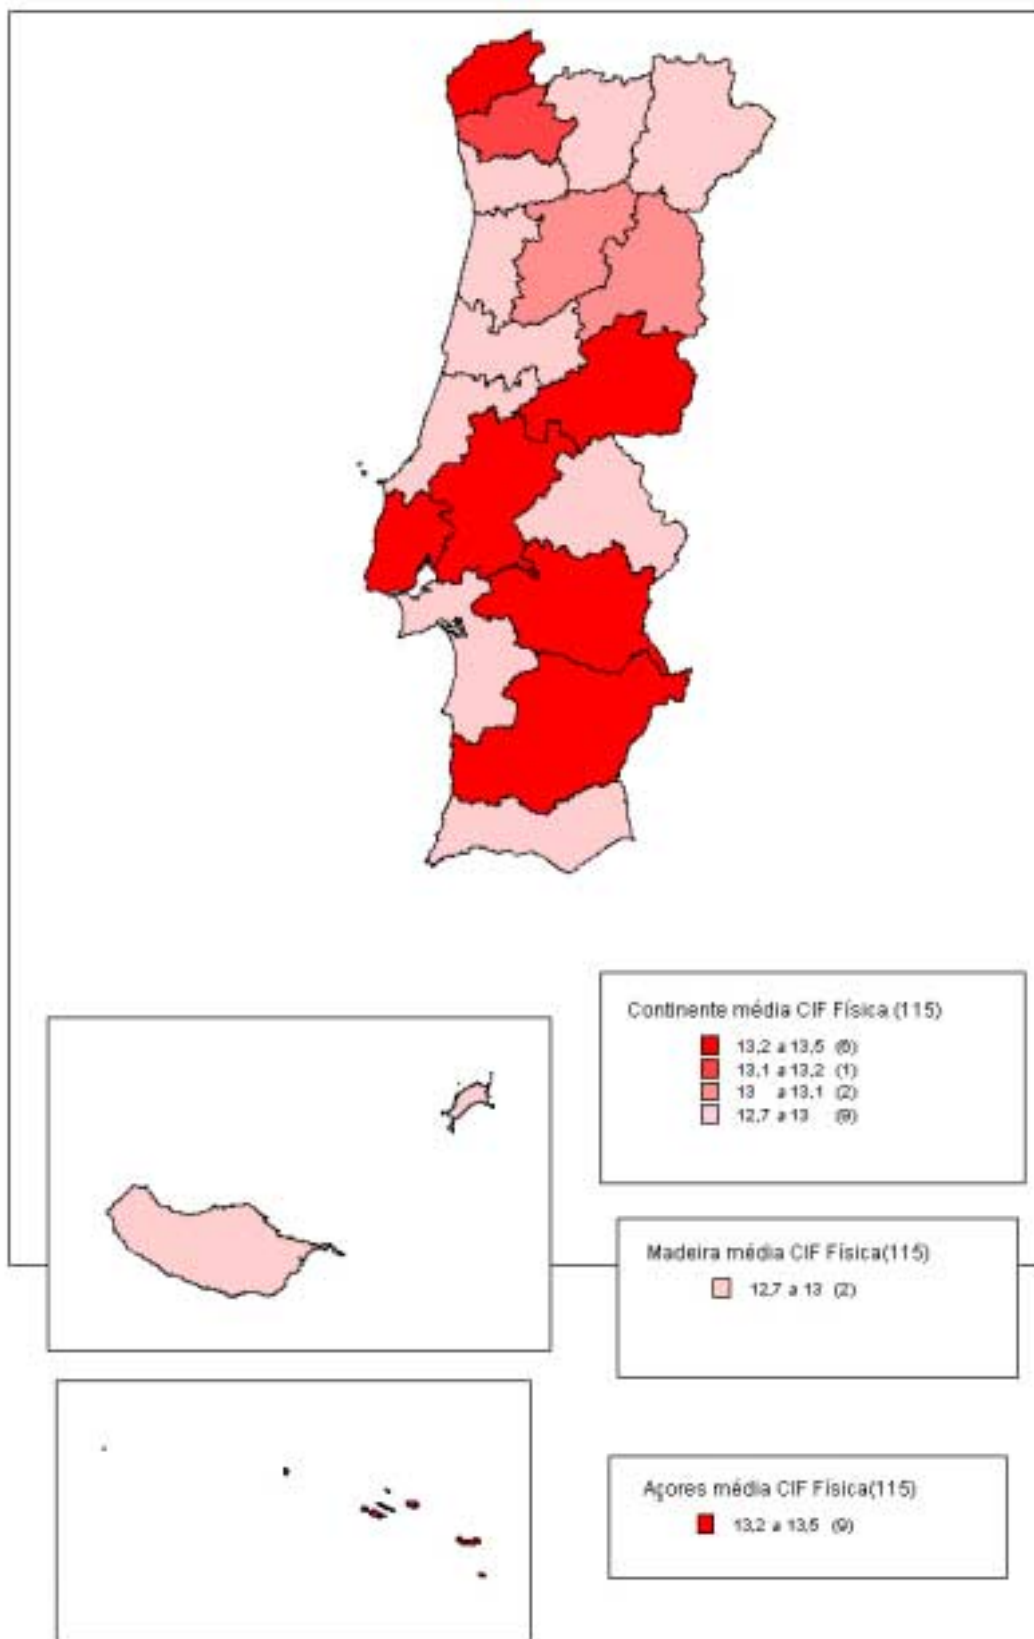 Continente média CIF Física (115)
13,2 a 13,5 (6)
13,1 a 13,2 (1)
13 a 13,1 (2)
12,7 a 13 (9)
Madeira média CIF Física(115)
12,7 a 13 (2)
Açores média CIF Física(115)
13,2 a 13,5 (9)